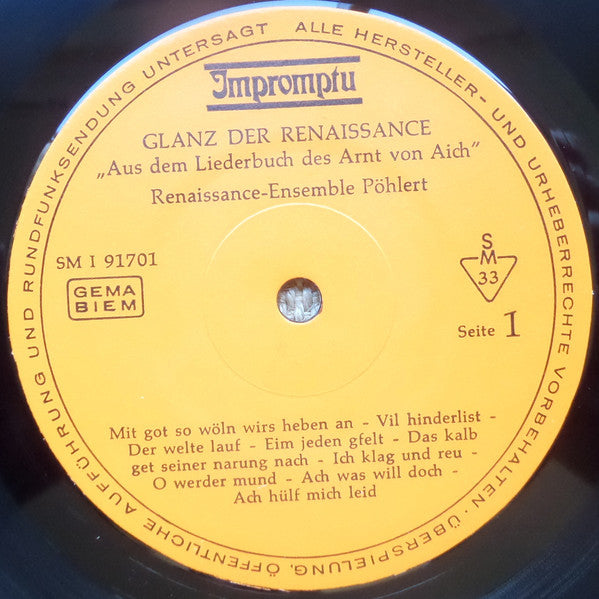 ALLE HERSTELLER- UND URHEBERRECHTE VORBEHALTEN · ÜBERSPIELUNG, ÖFFENTLICHE AUFFÜHRUNG UND RUNDFUNKSENDUNG UNTERSAGT
Impromptu
GLANZ DER RENAISSANCE
„Aus dem Liederbuch des Arnt von Aich"
Renaissance-Ensemble Pöhlert
SM I 91701
GEMA
BIEM
S
M
33
Seite 1
Mit got so wöln wirs heben an - Vil hinderlist -
Der welte lauf - Eim jeden gfelt - Das kalb
get seiner narung nach - Ich klag und reu -
O werder mund - Ach was will doch -
Ach hülf mich leid